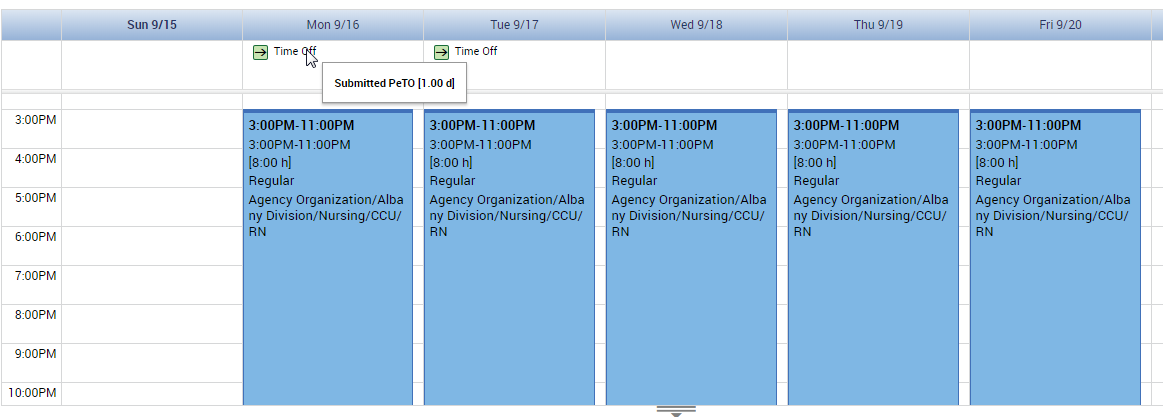 Sun 9/15 Mon 9/16 Tue 9/17 Wed 9/18 Thu 9/19 Fri 9/20
Time Off Time Off
Submitted PeTO [1.00 d]
3:00PM
4:00PM
5:00PM
6:00PM
7:00PM
8:00PM
9:00PM
10:00PM
3:00PM-11:00PM
3:00PM-11:00PM
[8:00 h]
Regular
Agency Organization/Alba
ny Division/Nursing/CCU/
RN
3:00PM-11:00PM
3:00PM-11:00PM
[8:00 h]
Regular
Agency Organization/Alba
ny Division/Nursing/CCU/
RN
3:00PM-11:00PM
3:00PM-11:00PM
[8:00 h]
Regular
Agency Organization/Alba
ny Division/Nursing/CCU/
RN
3:00PM-11:00PM
3:00PM-11:00PM
[8:00 h]
Regular
Agency Organization/Alba
ny Division/Nursing/CCU/
RN
3:00PM-11:00PM
3:00PM-11:00PM
[8:00 h]
Regular
Agency Organization/Alba
ny Division/Nursing/CCU/
RN